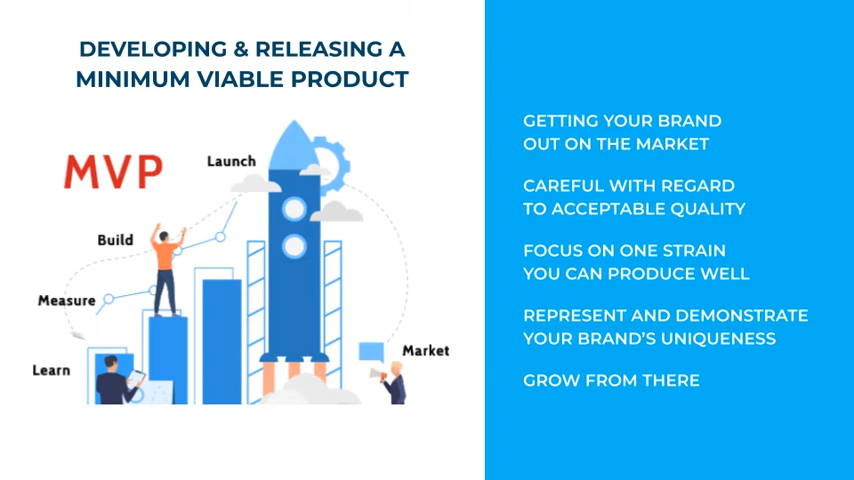 DEVELOPING & RELEASING A
MINIMUM VIABLE PRODUCT
MVP
Launch
Build
Measure
Learn
Market
GETTING YOUR BRAND
OUT ON THE MARKET
CAREFUL WITH REGARD
TO ACCEPTABLE QUALITY
FOCUS ON ONE STRAIN
YOU CAN PRODUCE WELL
REPRESENT AND DEMONSTRATE
YOUR BRAND’S UNIQUENESS
GROW FROM THERE